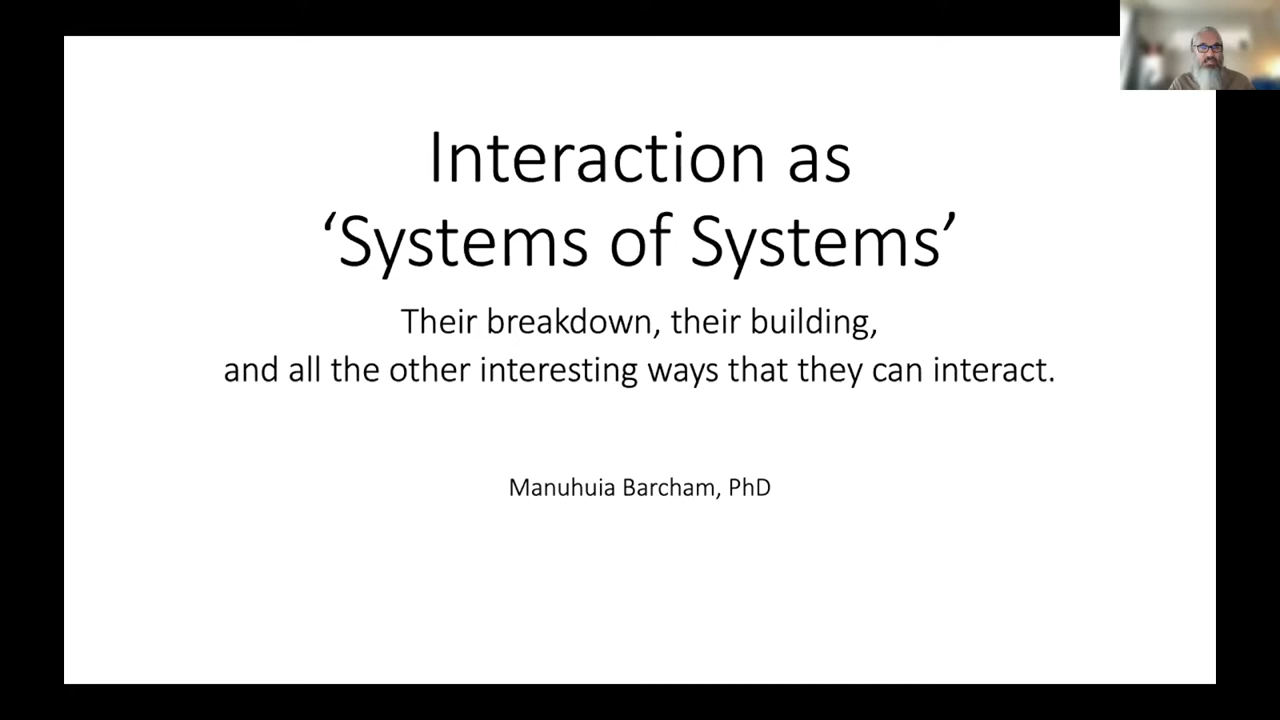 Interaction as
‘Systems of Systems’
Their breakdown, their building,
and all the other interesting ways that they can interact.
Manuhuia Barcham, PhD